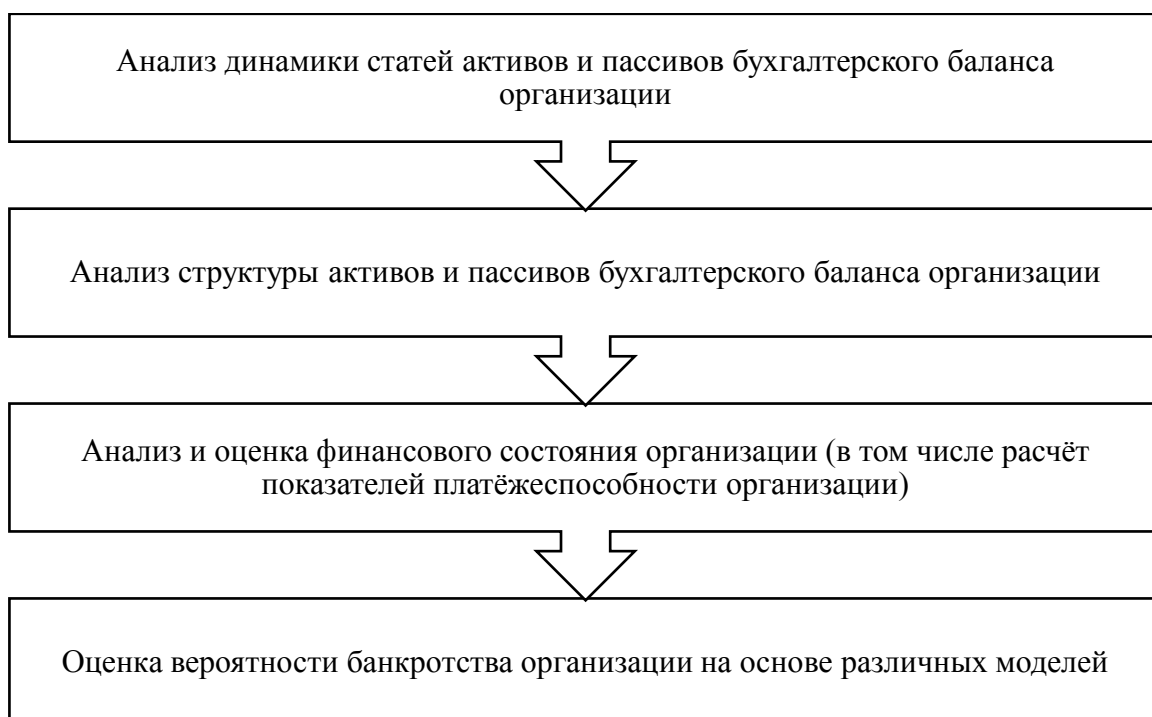 Анализ динамики статей активов и пассивов бухгалтерского баланса
организации
Анализ структуры активов и пассивов бухгалтерского баланса организации
Анализ и оценка финансового состояния организации (в том числе расчёт
показателей платёжеспособности организации)
Оценка вероятности банкротства организации на основе различных моделей